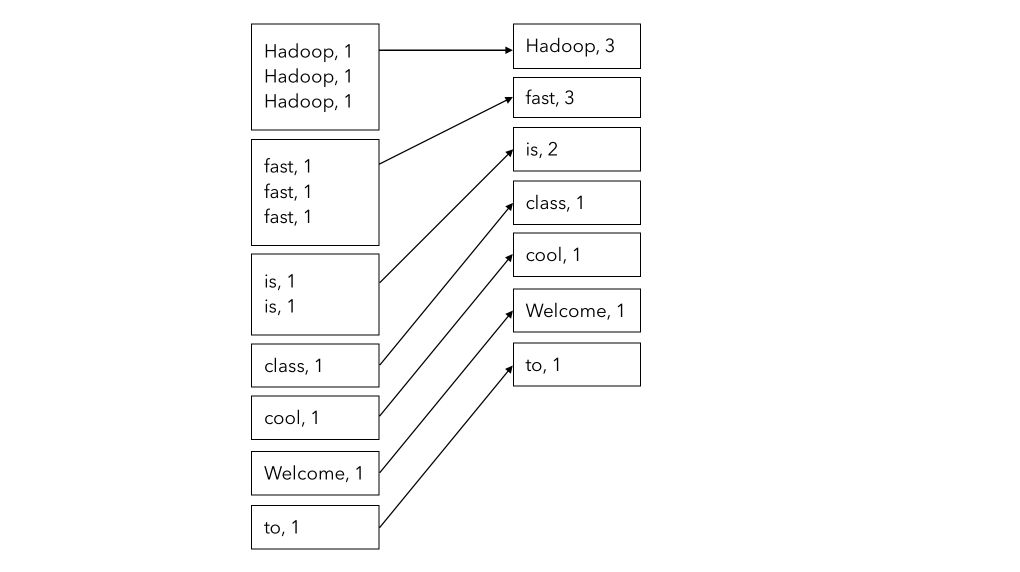 Hadoop, 1
Hadoop, 1
Hadoop, 1
fast, 1
fast, 1
fast, 1
is, 1
is, 1
class, 1
cool, 1
Welcome, 1
to, 1
Hadoop, 3
fast, 3
is, 2
class, 1
cool, 1
Welcome, 1
to, 1